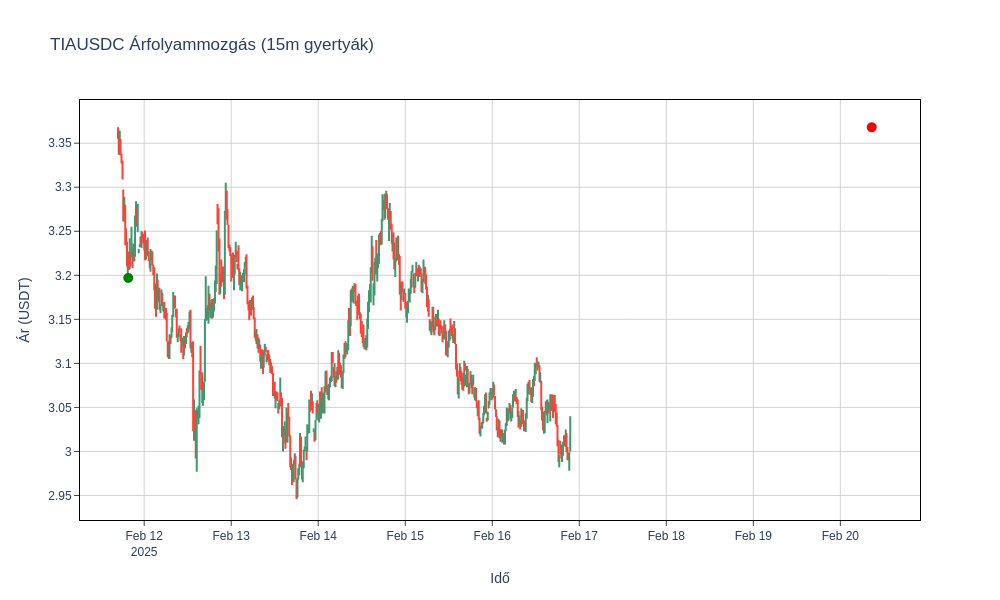 TIAUSDC Árfolyammozgás (15m gyertyák)
3.35
3.3
3.25
3.2
3.15
3.1
3.05
3
2.95
Ár (USDT)
Feb 12 Feb 13 Feb 14 Feb 15 Feb 16 Feb 17 Feb 18 Feb 19 Feb 20
2025
Idő